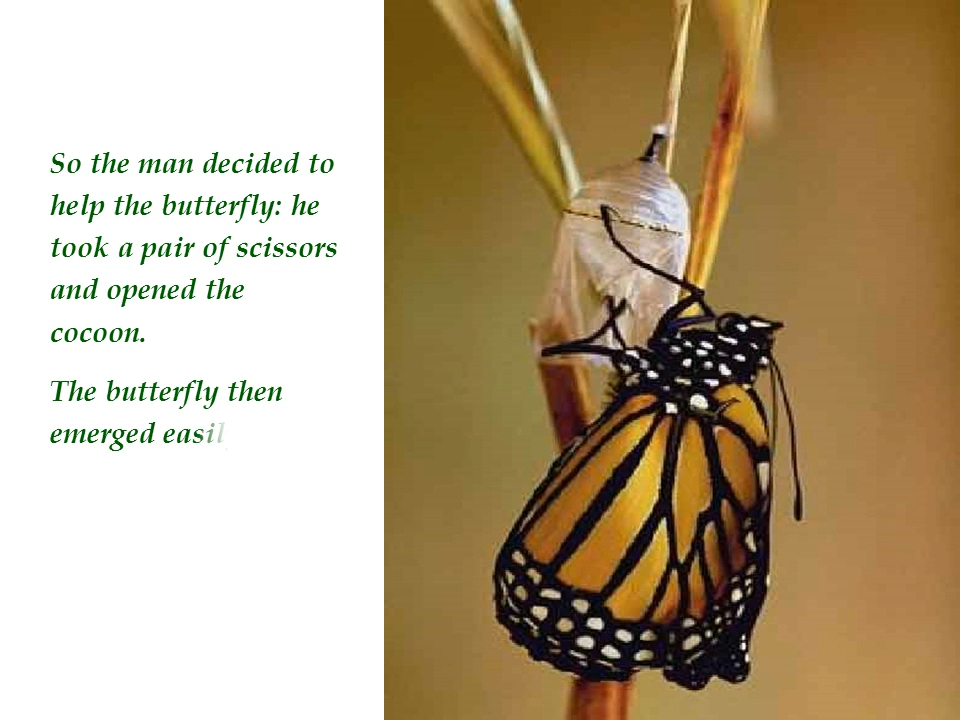 So the man decided to
help the butterfly: he
took a pair of scissors
and opened the
cocoon.
The butterfly then
emerged